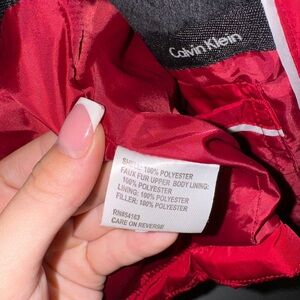 Calvin Klein
SHELL: 100% POLYESTER
FAUX FUR UPPER BODY LINING:
100% POLYESTER
LINING: 100% POLYESTER
FILLER: 100% POLYESTER
RN#54163
CARE ON REVERSE